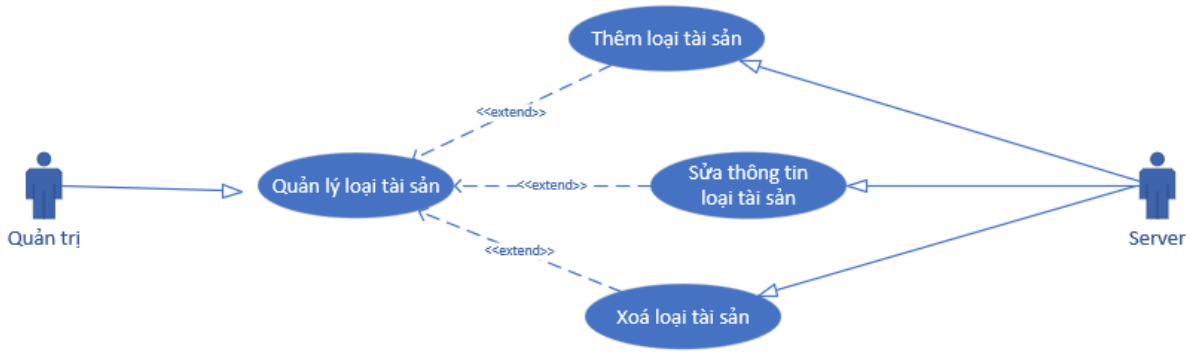 Thêm loại tài sản
<<extend>>
Quản lý loại tài sản
<<extend>>
Sửa thông tin
loại tài sản
Quản trị
Server
<<extend>>
Xoá loại tài sản